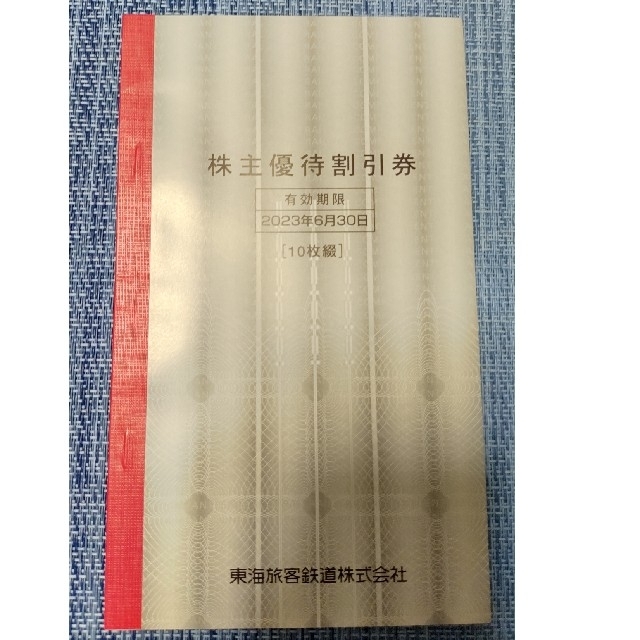 株主優待割引券
有効期限
2023年6月30日
[10枚綴]
東海旅客鉄道株式会社